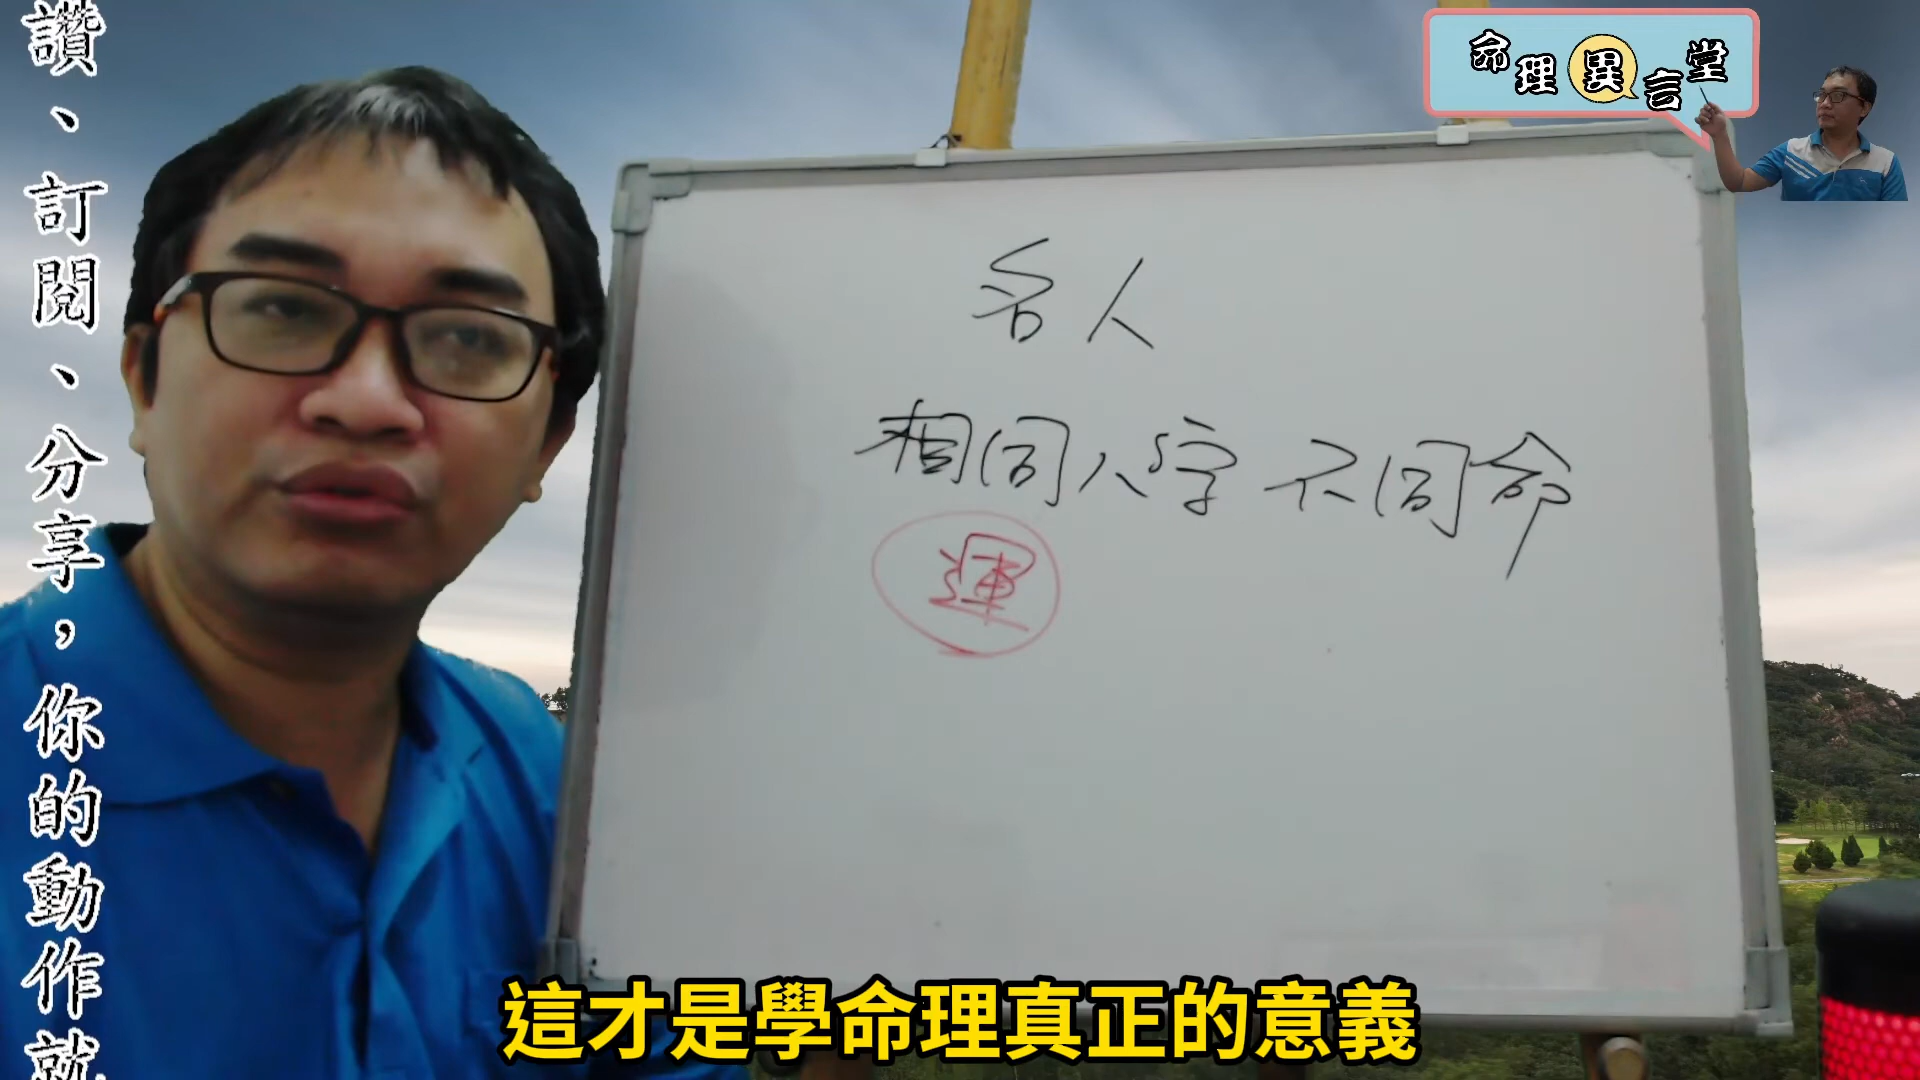 讚、訂閱、分享，你的動作就
命理異言堂
名人
相同八字不同命
運
這才是學命理真正的意義